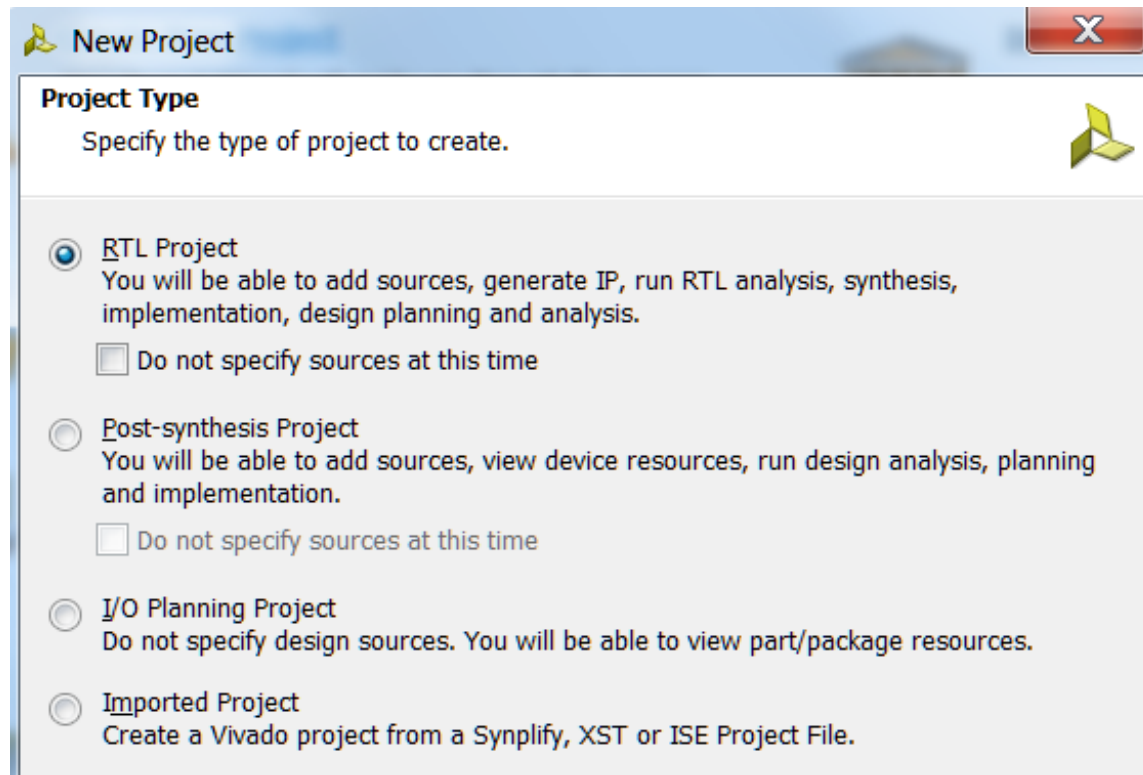 New Project
Project Type
Specify the type of project to create.
RTL Project
You will be able to add sources, generate IP, run RTL analysis, synthesis,
implementation, design planning and analysis.
Do not specify sources at this time
Post-synthesis Project
You will be able to add sources, view device resources, run design analysis, planning
and implementation.
Do not specify sources at this time
I/O Planning Project
Do not specify design sources. You will be able to view part/package resources.
Imported Project
Create a Vivado project from a Synplify, XST or ISE Project File.